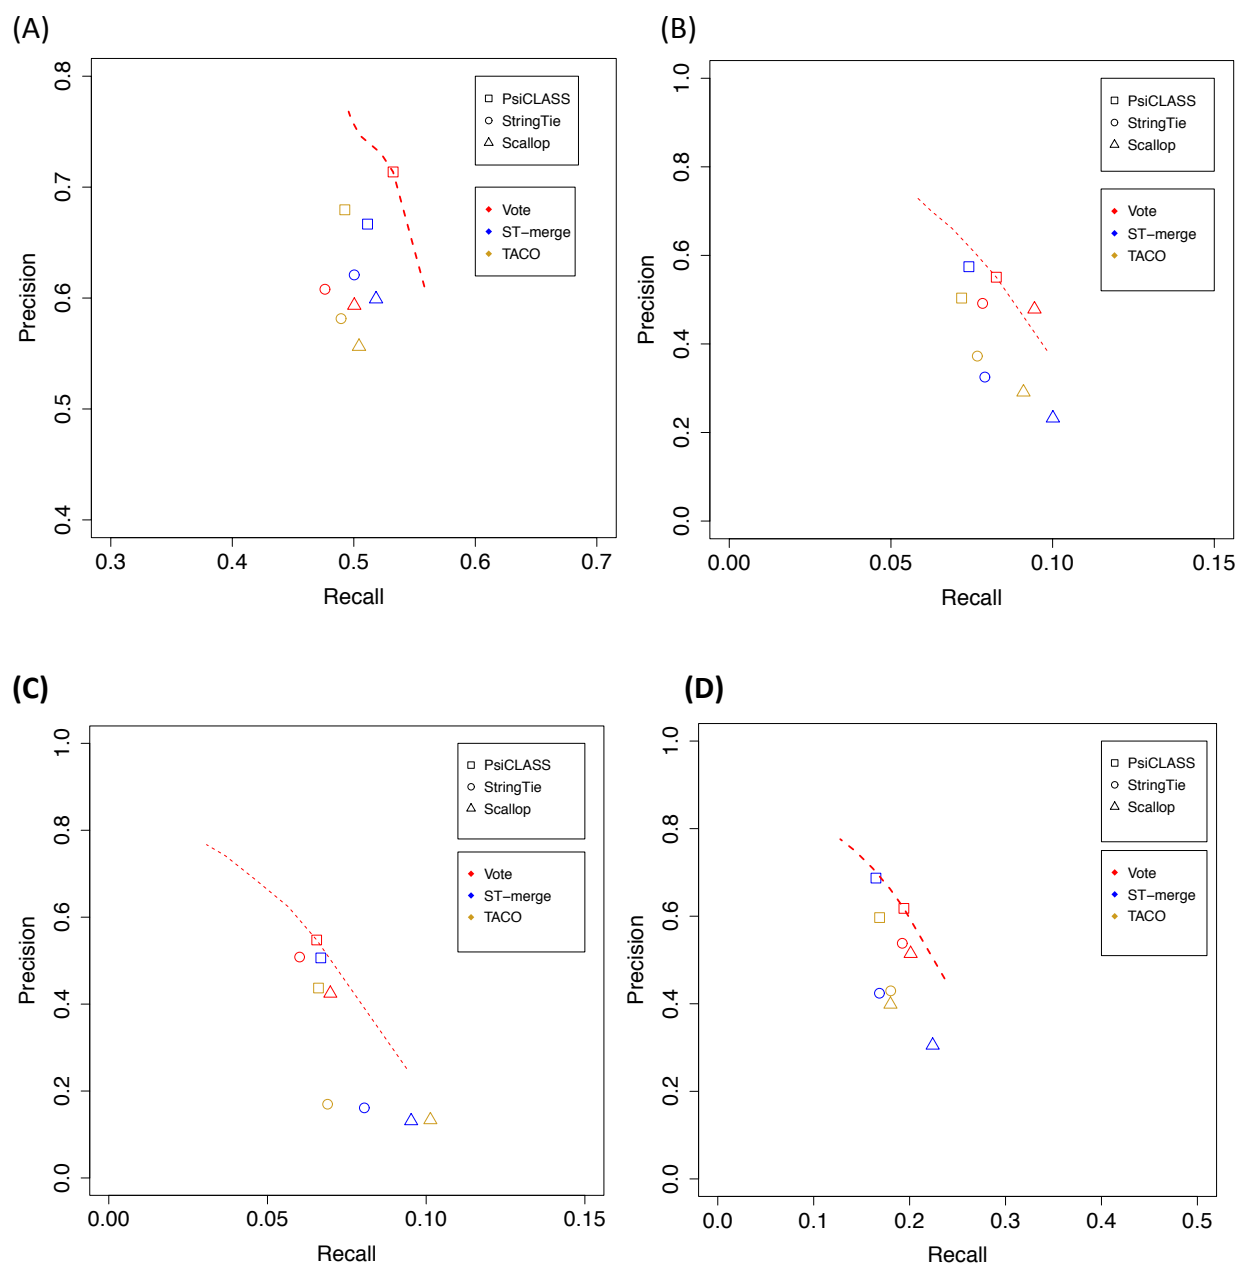 (A)
0.8
0.7
0.6
0.5
0.4
Precision
PsiCLASS
StringTie
Scallop
Vote
ST−merge
TACO
0.3 0.4 0.5 0.6 0.7
Recall
(B)
1.0
0.8
0.6
0.4
0.2
0.0
Precision
PsiCLASS
StringTie
Scallop
Vote
ST−merge
TACO
0.00 0.05 0.10 0.15
Recall
(C)
1.0
0.8
0.6
0.4
0.2
0.0
Precision
PsiCLASS
StringTie
Scallop
Vote
ST−merge
TACO
0.00 0.05 0.10 0.15
Recall
(D)
1.0
0.8
0.6
0.4
0.2
0.0
Precision
PsiCLASS
StringTie
Scallop
Vote
ST−merge
TACO
0.0 0.1 0.2 0.3 0.4 0.5
Recall